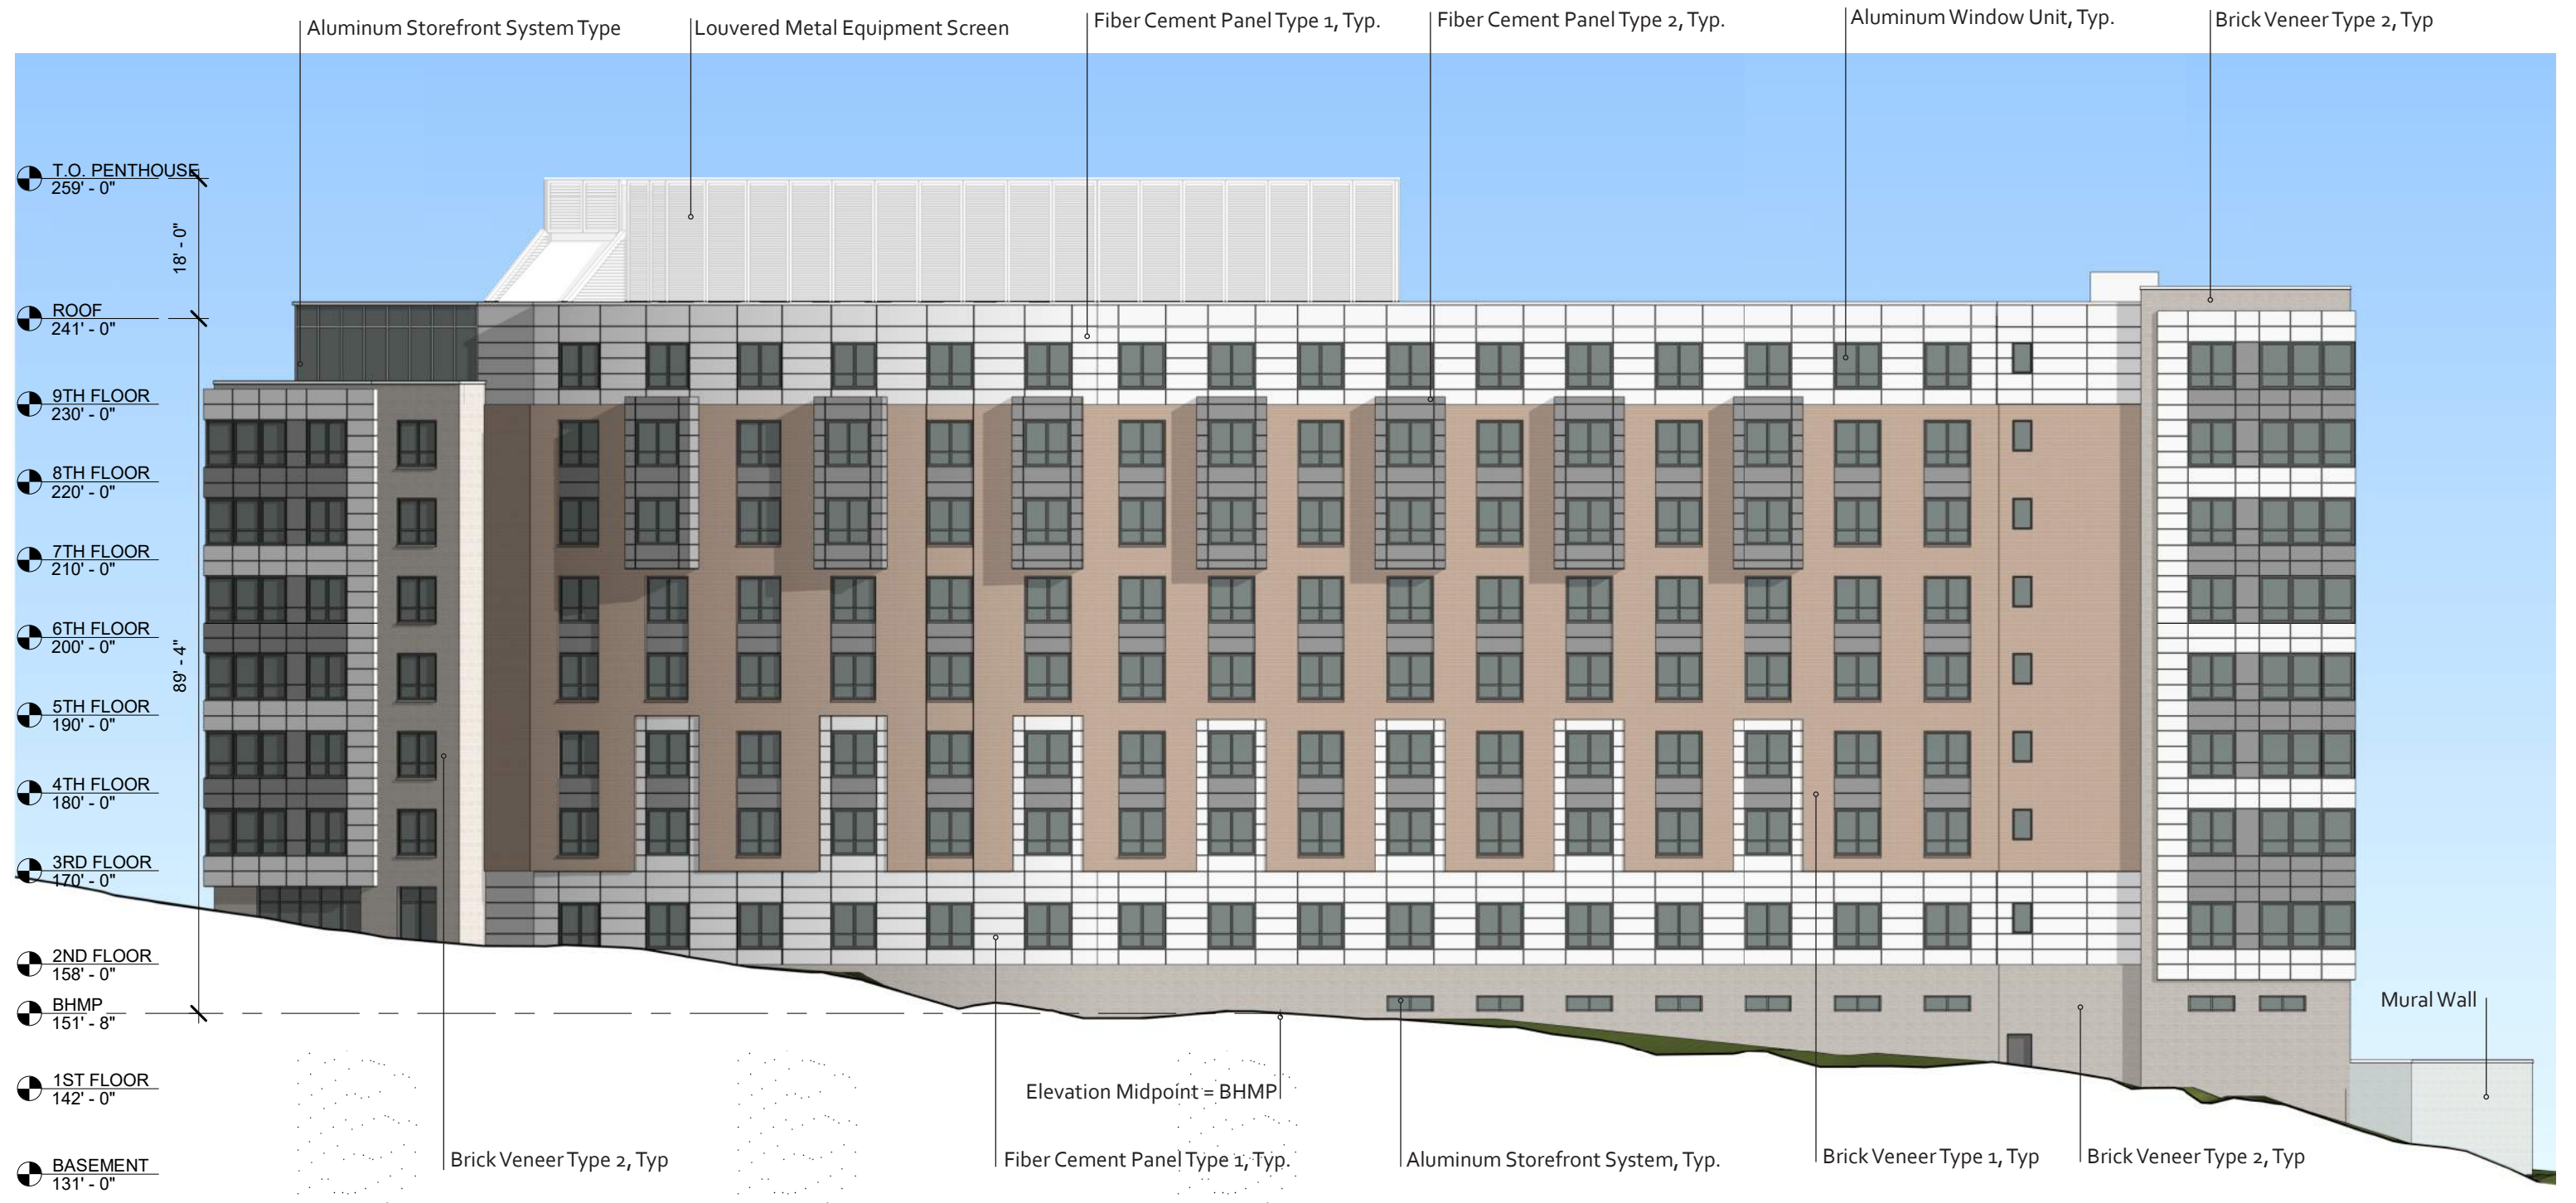 Aluminum Storefront System Type
Louvered Metal Equipment Screen
Fiber Cement Panel Type 1, Typ.
Fiber Cement Panel Type 2, Typ.
Aluminum Window Unit, Typ.
Brick Veneer Type 2, Typ
T.O. PENTHOUSE
259' - 0"
18' - 0"
ROOF
241' - 0"
9TH FLOOR
230' - 0"
8TH FLOOR
220' - 0"
7TH FLOOR
210' - 0"
6TH FLOOR
200' - 0"
89' - 4"
5TH FLOOR
190' - 0"
4TH FLOOR
180' - 0"
3RD FLOOR
170' - 0"
2ND FLOOR
158' - 0"
BHMP
151' - 8"
Mural Wall
1ST FLOOR
142' - 0"
Elevation Midpoint = BHMP
BASEMENT
131' - 0"
Brick Veneer Type 2, Typ
Fiber Cement Panel Type 1, Typ.
Aluminum Storefront System, Typ.
Brick Veneer Type 1, Typ
Brick Veneer Type 2, Typ